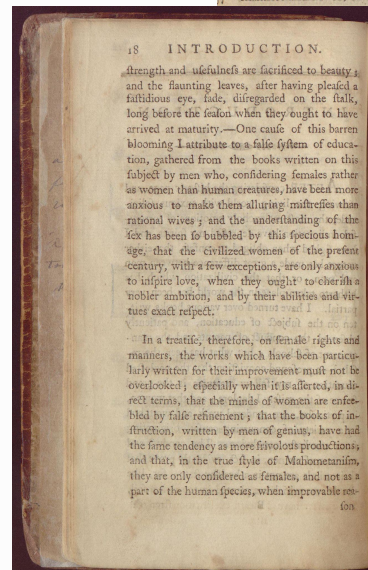 18 INTRODUCTION.
ſtrength and uſefulneſs are ſacrificed to beauty;
and the flaunting leaves, after having pleaſed a
faſtidious eye, fade, diſregarded on the ſtalk,
long before the ſeaſon when they ought to have
arrived at maturity.—One cauſe of this barren
blooming I attribute to a falſe ſyſtem of educa-
tion, gathered from the books written on this
ſubject by men who, conſidering females rather
as women than human creatures, have been more
anxious to make them alluring miſtreſſes than
rational wives; and the underſtanding of the
ſex has been ſo bubbled by this ſpecious hom-
age, that the civilized women of the preſent
century, with a few exceptions, are only anxious
to inſpire love, when they ought to cheriſh a
nobler ambition, and by their abilities and vir-
tues exact reſpect.
In a treatiſe, therefore, on female rights and
manners, the works which have been particu-
larly written for their improvement muſt not be
overlooked; eſpecially when it is aſſerted, in di-
rect terms, that the minds of women are enfee-
bled by falſe refinement; that the books of in-
ſtruction, written by men of genius, have had
the ſame tendency as more frivolous productions;
and that, in the true ſtyle of Mahometaniſm,
they are only conſidered as females, and not as a
part of the human ſpecies, when improvable rea-
ſon